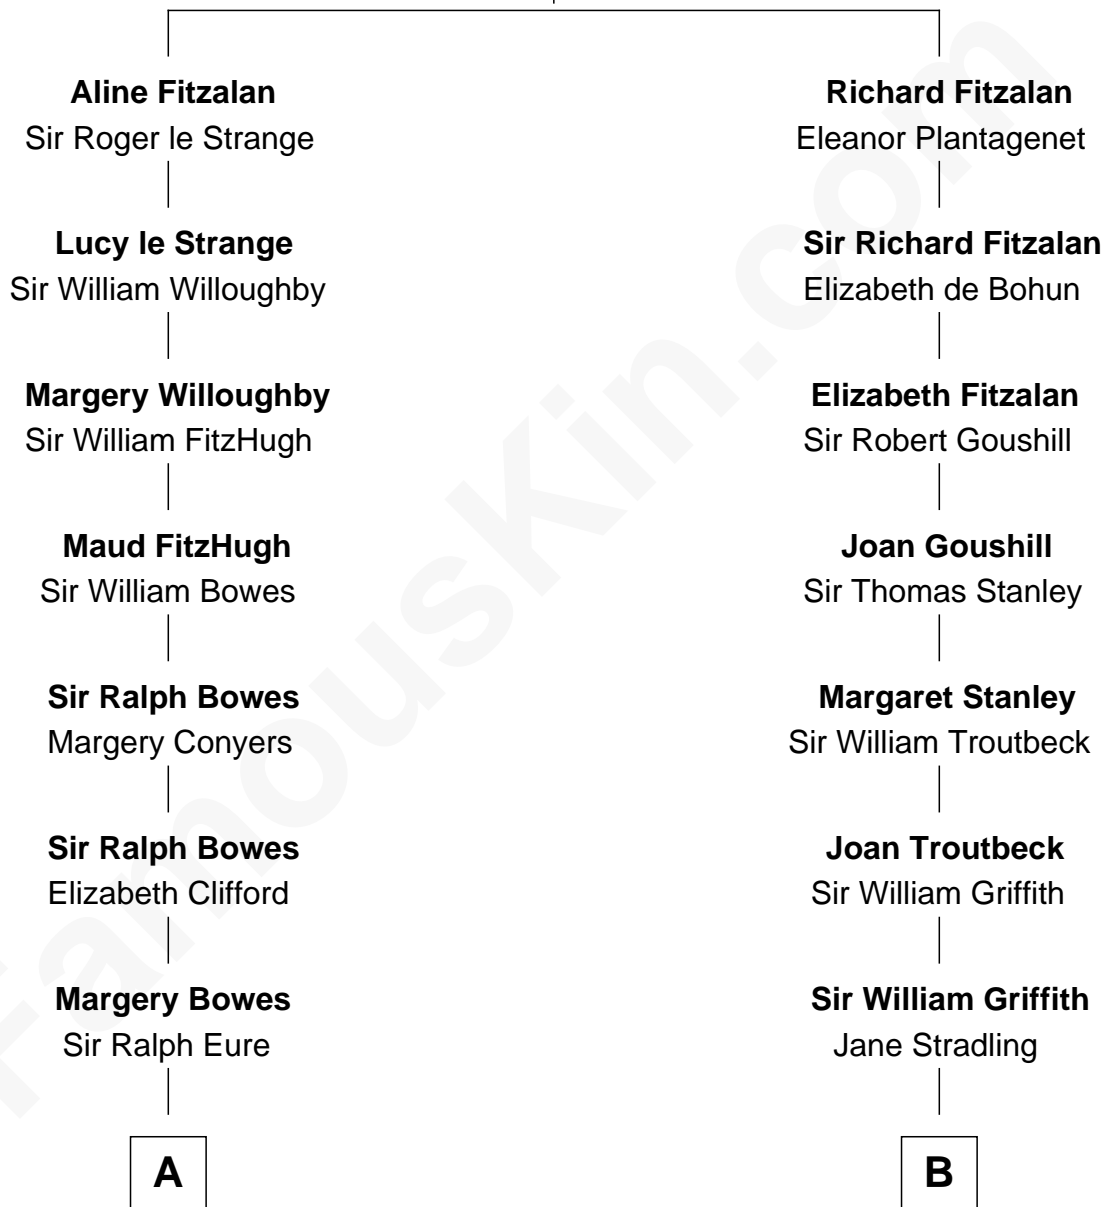 Aline Fitzalan
Sir Roger le Strange
Richard Fitzalan
Eleanor Plantagenet
Lucy le Strange
Sir William Willoughby
Sir Richard Fitzalan
Elizabeth de Bohun
Margery Willoughby
Sir William FitzHugh
Elizabeth Fitzalan
Sir Robert Goushill
Maud FitzHugh
Sir William Bowes
Joan Goushill
Sir Thomas Stanley
Sir Ralph Bowes
Margery Conyers
Margaret Stanley
Sir William Troutbeck
Sir Ralph Bowes
Elizabeth Clifford
Joan Troutbeck
Sir William Griffith
Margery Bowes
Sir Ralph Eure
Sir William Griffith
Jane Stradling
A
B
FamousKin.com